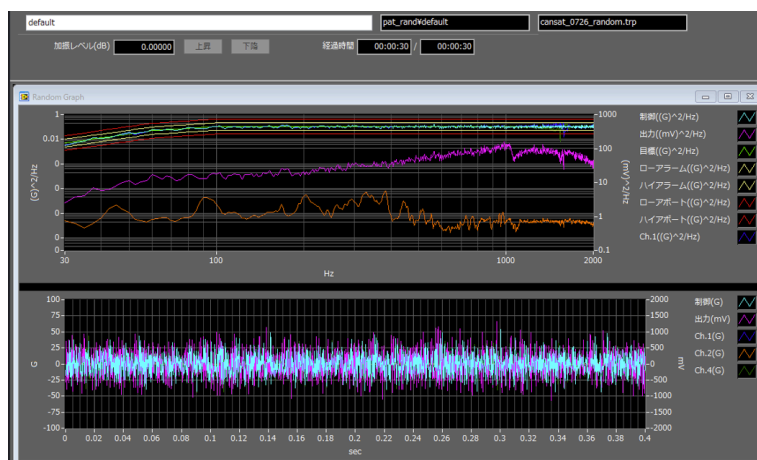 default
pat_rand¥default
cansat_0726_random.trp
加振レベル(dB) 0.00000 上昇 下降 経過時間 00:00:30 / 00:00:30
Random Graph
(G)^2/Hz
1
0.01
0
0
0
0
0
30 100 1000 2000
Hz
1000
100
10
1
0.1
(mV)^2/Hz
制御((G)^2/Hz)
出力((mV)^2/Hz)
目標((G)^2/Hz)
ローアラーム((G)^2/Hz)
ハイアラーム((G)^2/Hz)
ローアボート((G)^2/Hz)
ハイアボート((G)^2/Hz)
Ch.1((G)^2/Hz)
G
100
75
50
25
0
-25
-50
-75
-100
0 0.02 0.04 0.06 0.08 0.1 0.12 0.14 0.16 0.18 0.2 0.22 0.24 0.26 0.28 0.3 0.32 0.34 0.36 0.38 0.4
sec
2000
1500
1000
500
0
-500
-1000
-1500
-2000
mV
制御(G)
出力(mV)
Ch.1(G)
Ch.2(G)
Ch.4(G)